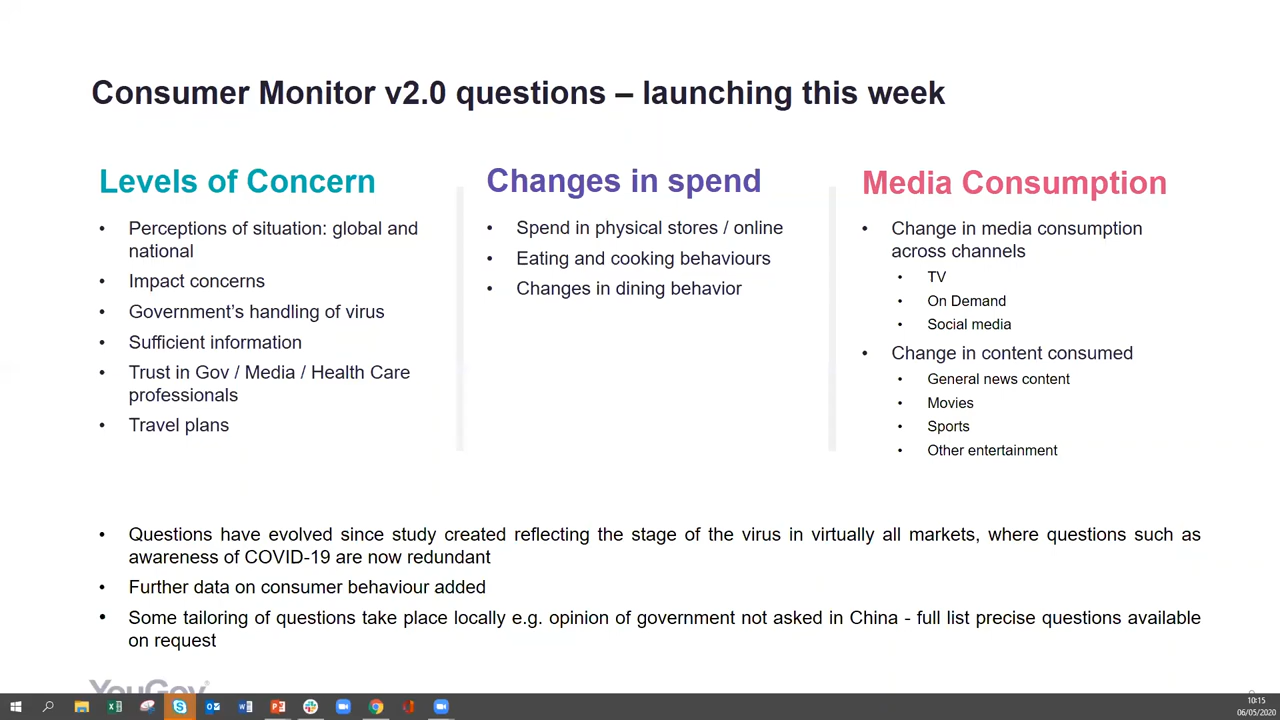 Consumer Monitor v2.0 questions – launching this week
Levels of Concern
• Perceptions of situation: global and
national
• Impact concerns
• Government’s handling of virus
• Sufficient information
• Trust in Gov / Media / Health Care
professionals
• Travel plans
Changes in spend
• Spend in physical stores / online
• Eating and cooking behaviours
• Changes in dining behavior
Media Consumption
• Change in media consumption
across channels
• TV
• On Demand
• Social media
• Change in content consumed
• General news content
• Movies
• Sports
• Other entertainment
• Questions have evolved since study created reflecting the stage of the virus in virtually all markets, where questions such as
awareness of COVID-19 are now redundant
• Further data on consumer behaviour added
• Some tailoring of questions take place locally e.g. opinion of government not asked in China - full list precise questions available
on request
YouGov®
10:15
06/05/2020